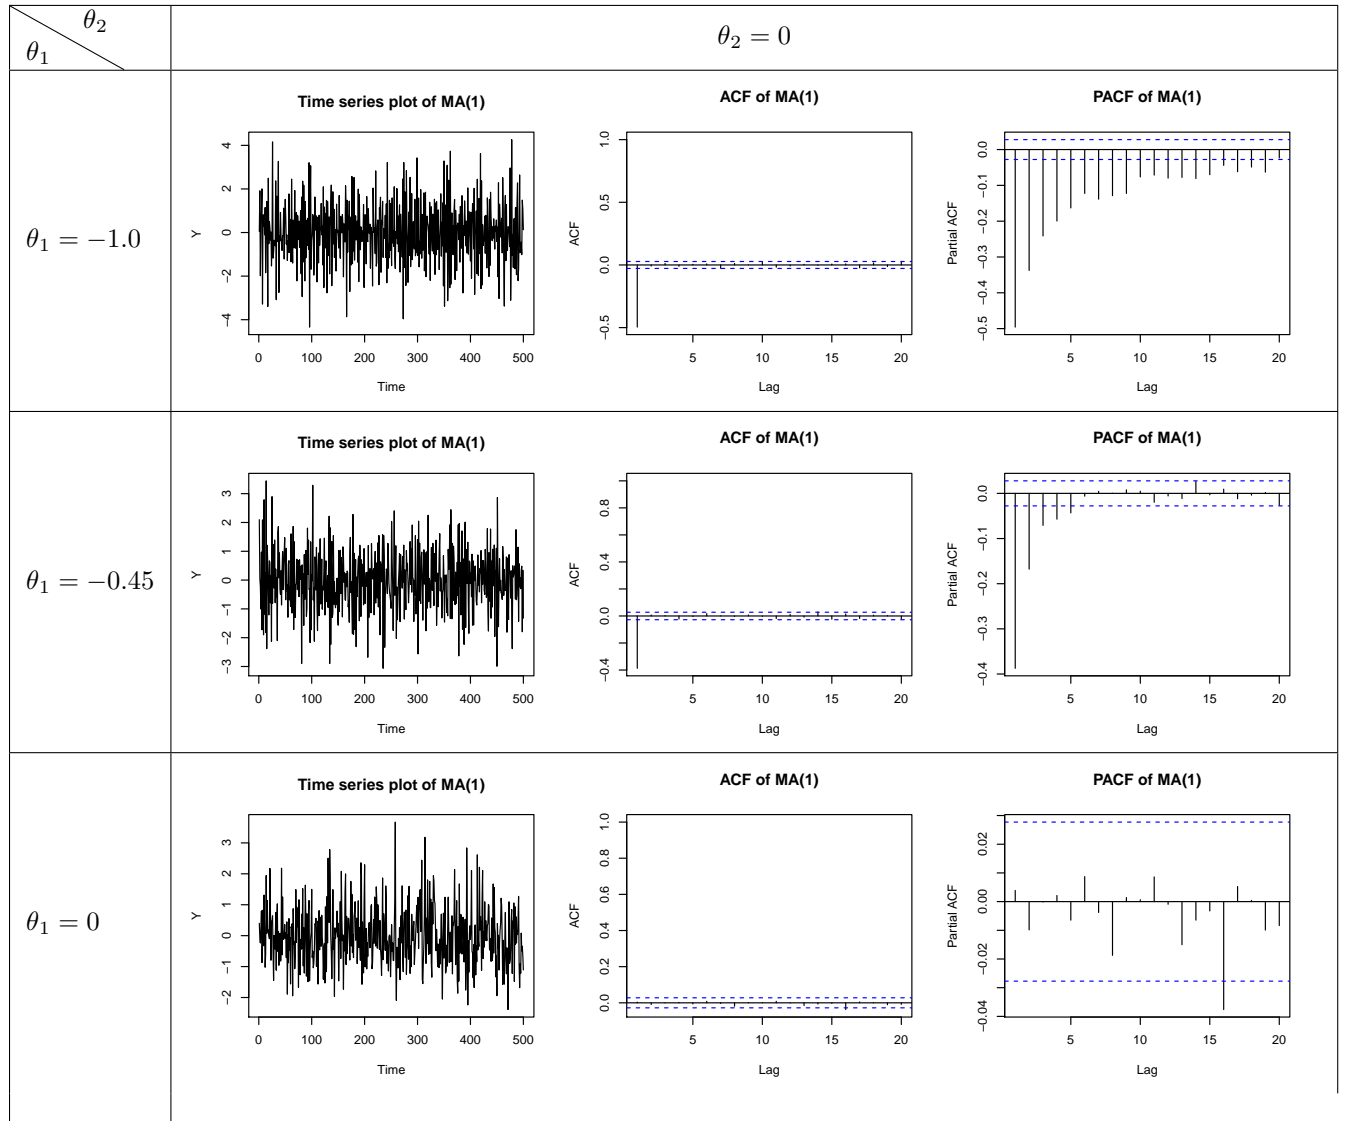 θ2
θ1
θ2 = 0
θ1 = −1.0
Time series plot of MA(1)
Y
4
2
0
−2
−4
0 100 200 300 400 500
Time
ACF of MA(1)
ACF
1.0
0.5
0.0
−0.5
5 10 15 20
Lag
PACF of MA(1)
Partial ACF
0.0
−0.1
−0.2
−0.3
−0.4
−0.5
5 10 15 20
Lag
θ1 = −0.45
Time series plot of MA(1)
Y
3
2
1
0
−1
−2
−3
0 100 200 300 400 500
Time
ACF of MA(1)
ACF
0.8
0.4
0.0
−0.4
5 10 15 20
Lag
PACF of MA(1)
Partial ACF
0.0
−0.1
−0.2
−0.3
−0.4
5 10 15 20
Lag
θ1 = 0
Time series plot of MA(1)
Y
3
2
1
0
−1
−2
0 100 200 300 400 500
Time
ACF of MA(1)
ACF
1.0
0.8
0.6
0.4
0.2
0.0
5 10 15 20
Lag
PACF of MA(1)
Partial ACF
0.02
0.00
−0.02
−0.04
5 10 15 20
Lag